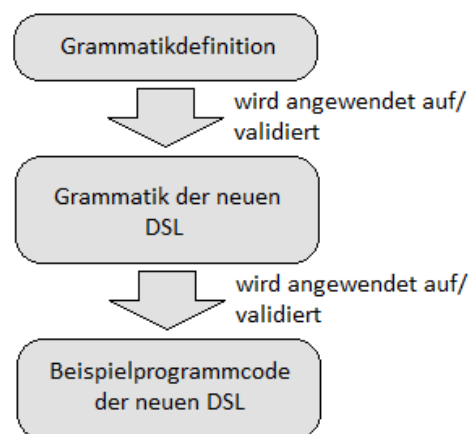 Grammatikdefinition
wird angewendet auf/
validiert
Grammatik der neuen
DSL
wird angewendet auf/
validiert
Beispielprogrammcode
der neuen DSL